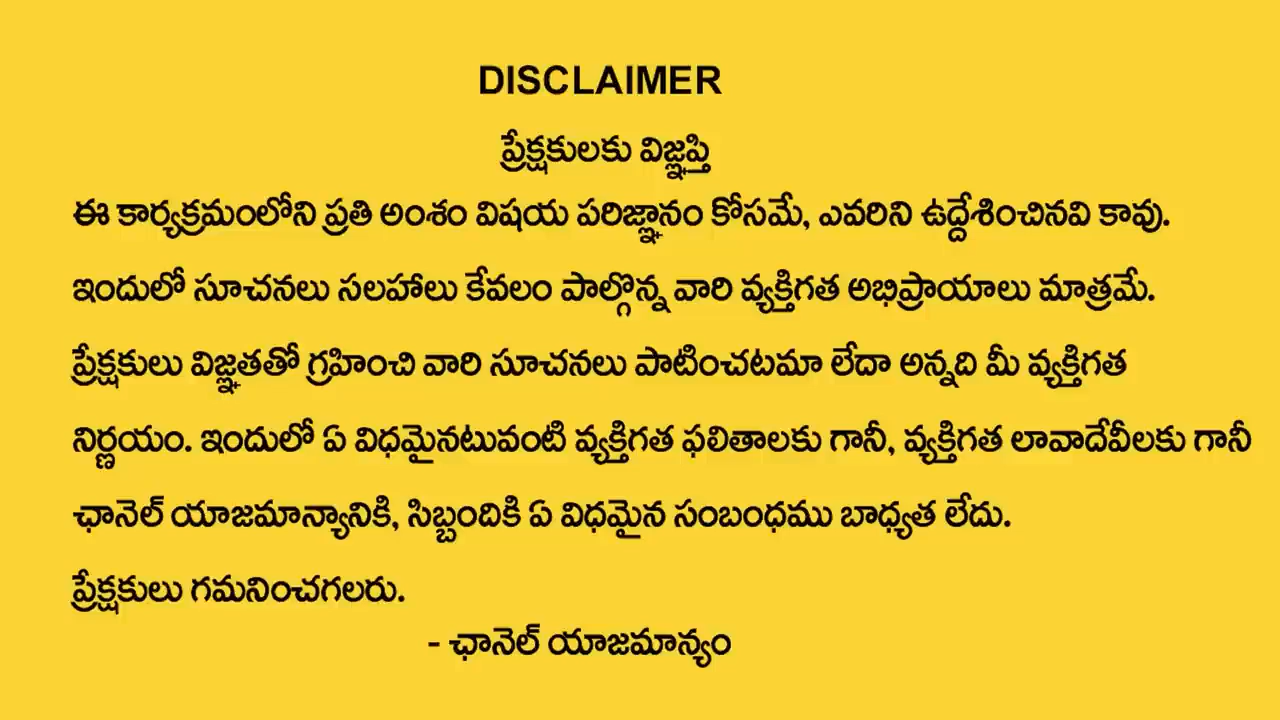 DISCLAIMER
ప్రేక్షకులకు విజ్ఞప్తి
ఈ కార్యక్రమంలోని ప్రతి అంశం విషయ పరిజ్ఞానం కోసమే, ఎవరిని ఉద్దేశించినవి కావు.
ఇందులో సూచనలు సలహాలు కేవలం పాల్గొన్న వారి వ్యక్తిగత అభిప్రాయాలు మాత్రమే.
ప్రేక్షకులు విజ్ఞతతో గ్రహించి వారి సూచనలు పాటించటమా లేదా అన్నది మీ వ్యక్తిగత
నిర్ణయం. ఇందులో ఏ విధమైనటువంటి వ్యక్తిగత ఫలితాలకు గానీ, వ్యక్తిగత లావాదేవీలకు గానీ
ఛానెల్ యాజమాన్యానికి, సిబ్బందికి ఏ విధమైన సంబంధము బాధ్యత లేదు.
ప్రేక్షకులు గమనించగలరు.
- ఛానెల్ యాజమాన్యం